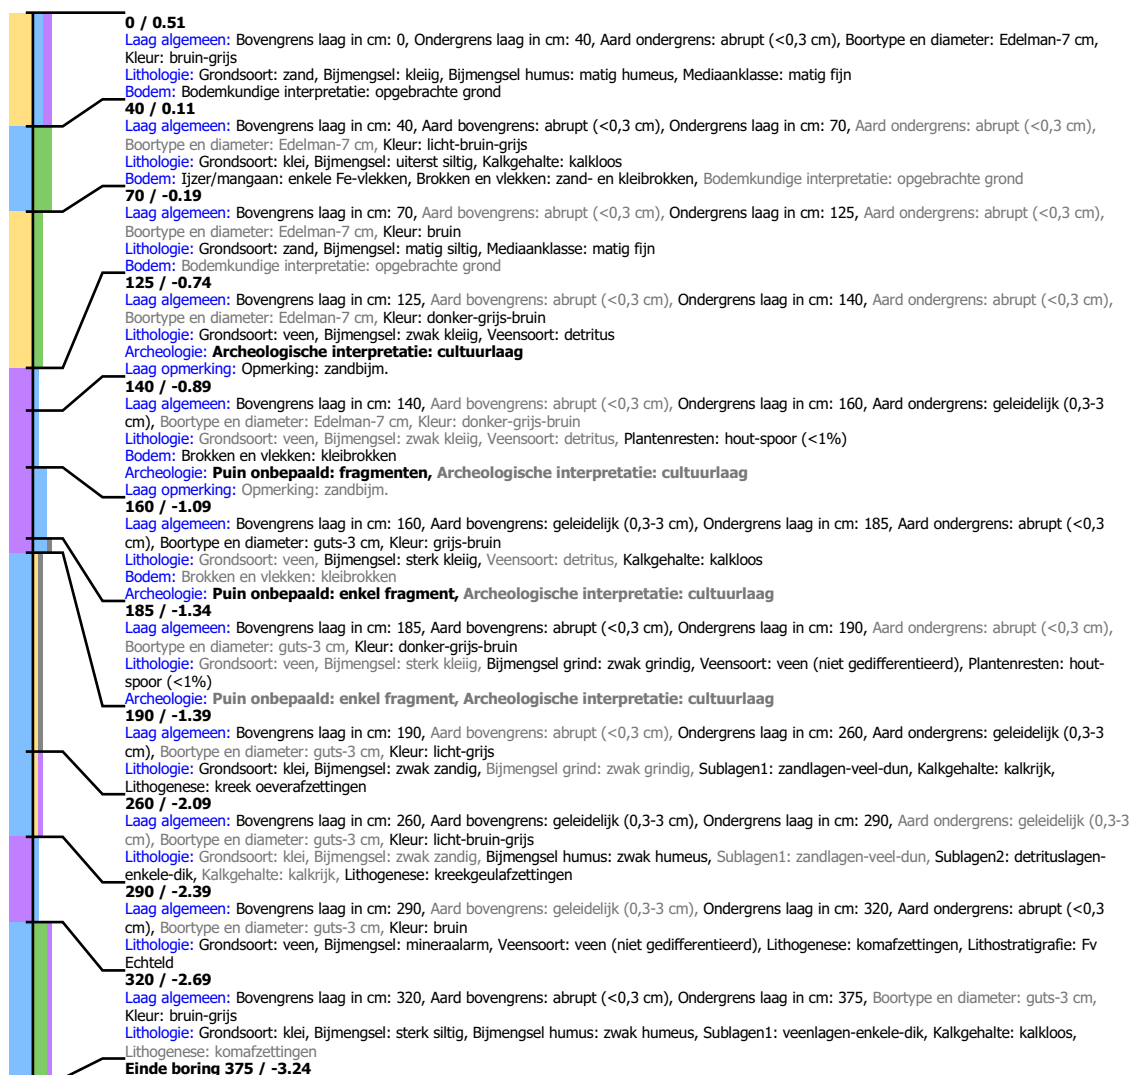 0 / 0.51
Laag algemeen: Bovengrens laag in cm: 0, Ondergrens laag in cm: 40, Aard ondergrens: abrupt (<0,3 cm), Boortype en diameter: Edelman-7 cm,
Kleur: bruin-grijs
Lithologie: Grondsoort: zand, Bijmengsel: kleiig, Bijmengsel humus: matig humeus, Mediaanklasse: matig fijn
Bodem: Bodemkundige interpretatie: opgebrachte grond
40 / 0.11
Laag algemeen: Bovengrens laag in cm: 40, Aard bovengrens: abrupt (<0,3 cm), Ondergrens laag in cm: 70, Aard ondergrens: abrupt (<0,3 cm),
Boortype en diameter: Edelman-7 cm, Kleur: licht-bruin-grijs
Lithologie: Grondsoort: klei, Bijmengsel: uiterst siltig, Kalkgehalte: kalkloos
Bodem: Ijzer/mangaan: enkele Fe-vlekken, Brokken en vlekken: zand- en kleibrokken, Bodemkundige interpretatie: opgebrachte grond
70 / -0.19
Laag algemeen: Bovengrens laag in cm: 70, Aard bovengrens: abrupt (<0,3 cm), Ondergrens laag in cm: 125, Aard ondergrens: abrupt (<0,3 cm),
Boortype en diameter: Edelman-7 cm, Kleur: bruin
Lithologie: Grondsoort: zand, Bijmengsel: matig siltig, Mediaanklasse: matig fijn
Bodem: Bodemkundige interpretatie: opgebrachte grond
125 / -0.74
Laag algemeen: Bovengrens laag in cm: 125, Aard bovengrens: abrupt (<0,3 cm), Ondergrens laag in cm: 140, Aard ondergrens: abrupt (<0,3 cm),
Boortype en diameter: Edelman-7 cm, Kleur: donker-grijs-bruin
Lithologie: Grondsoort: veen, Bijmengsel: zwak kleiig, Veensoort: detritus
Archeologie: Archeologische interpretatie: cultuurlaag
Laag opmerking: Opmerking: zandbijm.
140 / -0.89
Laag algemeen: Bovengrens laag in cm: 140, Aard bovengrens: abrupt (<0,3 cm), Ondergrens laag in cm: 160, Aard ondergrens: geleidelijk (0,3-3
cm), Boortype en diameter: Edelman-7 cm, Kleur: donker-grijs-bruin
Lithologie: Grondsoort: veen, Bijmengsel: zwak kleiig, Veensoort: detritus, Plantenresten: hout-spoor (<1%)
Bodem: Brokken en vlekken: kleibrokken
Archeologie: Puin onbepaald: fragmenten, Archeologische interpretatie: cultuurlaag
Laag opmerking: Opmerking: zandbijm.
160 / -1.09
Laag algemeen: Bovengrens laag in cm: 160, Aard bovengrens: geleidelijk (0,3-3 cm), Ondergrens laag in cm: 185, Aard ondergrens: abrupt (<0,3
cm), Boortype en diameter: guts-3 cm, Kleur: grijs-bruin
Lithologie: Grondsoort: veen, Bijmengsel: sterk kleiig, Veensoort: detritus, Kalkgehalte: kalkloos
Bodem: Brokken en vlekken: kleibrokken
Archeologie: Puin onbepaald: enkel fragment, Archeologische interpretatie: cultuurlaag
185 / -1.34
Laag algemeen: Bovengrens laag in cm: 185, Aard bovengrens: abrupt (<0,3 cm), Ondergrens laag in cm: 190, Aard ondergrens: abrupt (<0,3 cm),
Boortype en diameter: guts-3 cm, Kleur: donker-grijs-bruin
Lithologie: Grondsoort: veen, Bijmengsel: sterk kleiig, Bijmengsel grind: zwak grindig, Veensoort: veen (niet gedifferentieerd), Plantenresten: hout-
spoor (<1%)
Archeologie: Puin onbepaald: enkel fragment, Archeologische interpretatie: cultuurlaag
190 / -1.39
Laag algemeen: Bovengrens laag in cm: 190, Aard bovengrens: abrupt (<0,3 cm), Ondergrens laag in cm: 260, Aard ondergrens: geleidelijk (0,3-3
cm), Boortype en diameter: guts-3 cm, Kleur: licht-grijs
Lithologie: Grondsoort: klei, Bijmengsel: zwak zandig, Bijmengsel grind: zwak grindig, Sublagen1: zandlagen-veel-dun, Kalkgehalte: kalkrijk,
Lithogenese: kreek oeverafzettingen
260 / -2.09
Laag algemeen: Bovengrens laag in cm: 260, Aard bovengrens: geleidelijk (0,3-3 cm), Ondergrens laag in cm: 290, Aard ondergrens: geleidelijk (0,3-3
cm), Boortype en diameter: guts-3 cm, Kleur: licht-bruin-grijs
Lithologie: Grondsoort: klei, Bijmengsel: zwak zandig, Bijmengsel humus: zwak humeus, Sublagen1: zandlagen-veel-dun, Sublagen2: detrituslagen-
enkele-dik, Kalkgehalte: kalkrijk, Lithogenese: kreekgeulafzettingen
290 / -2.39
Laag algemeen: Bovengrens laag in cm: 290, Aard bovengrens: geleidelijk (0,3-3 cm), Ondergrens laag in cm: 320, Aard ondergrens: abrupt (<0,3
cm), Boortype en diameter: guts-3 cm, Kleur: bruin
Lithologie: Grondsoort: veen, Bijmengsel: mineraalarm, Veensoort: veen (niet gedifferentieerd), Lithogenese: komafzettingen, Lithostratigrafie: Fv
Echteld
320 / -2.69
Laag algemeen: Bovengrens laag in cm: 320, Aard bovengrens: abrupt (<0,3 cm), Ondergrens laag in cm: 375, Boortype en diameter: guts-3 cm,
Kleur: bruin-grijs
Lithologie: Grondsoort: klei, Bijmengsel: sterk siltig, Bijmengsel humus: zwak humeus, Sublagen1: veenlagen-enkele-dik, Kalkgehalte: kalkloos,
Lithogenese: komafzettingen
Einde boring 375 / -3.24